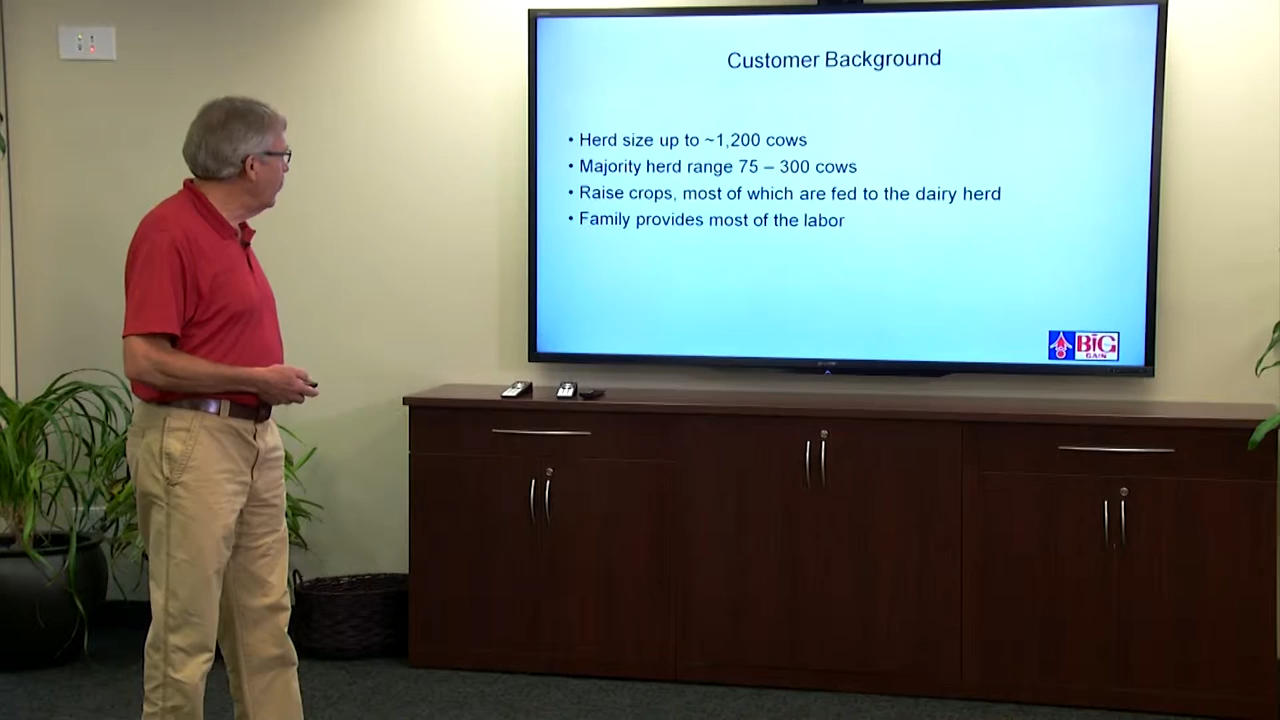 Customer Background
• Herd size up to ~1,200 cows
• Majority herd range 75 – 300 cows
• Raise crops, most of which are fed to the dairy herd
• Family provides most of the labor
BiG
GAIN